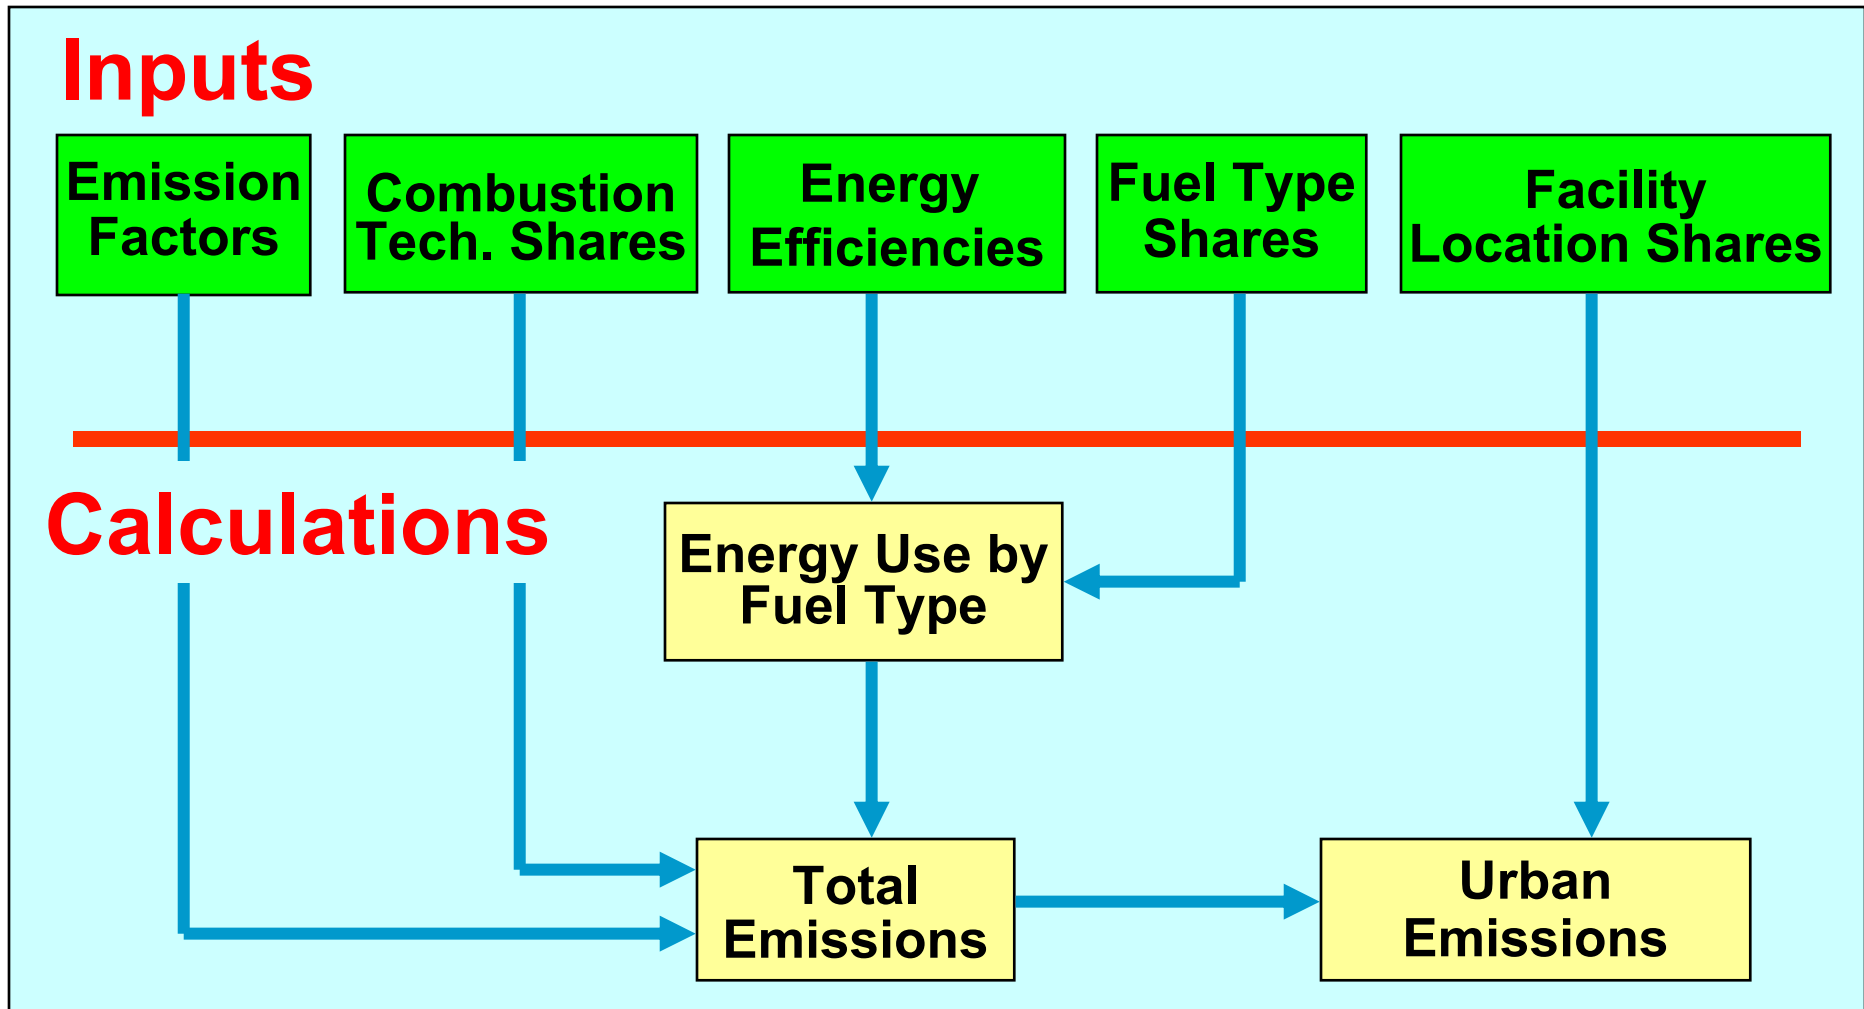 Inputs
Emission
Factors
Combustion
Tech. Shares
Energy
Efficiencies
Fuel Type
Shares
Facility
Location Shares
Calculations
Energy Use by
Fuel Type
Total
Emissions
Urban
Emissions